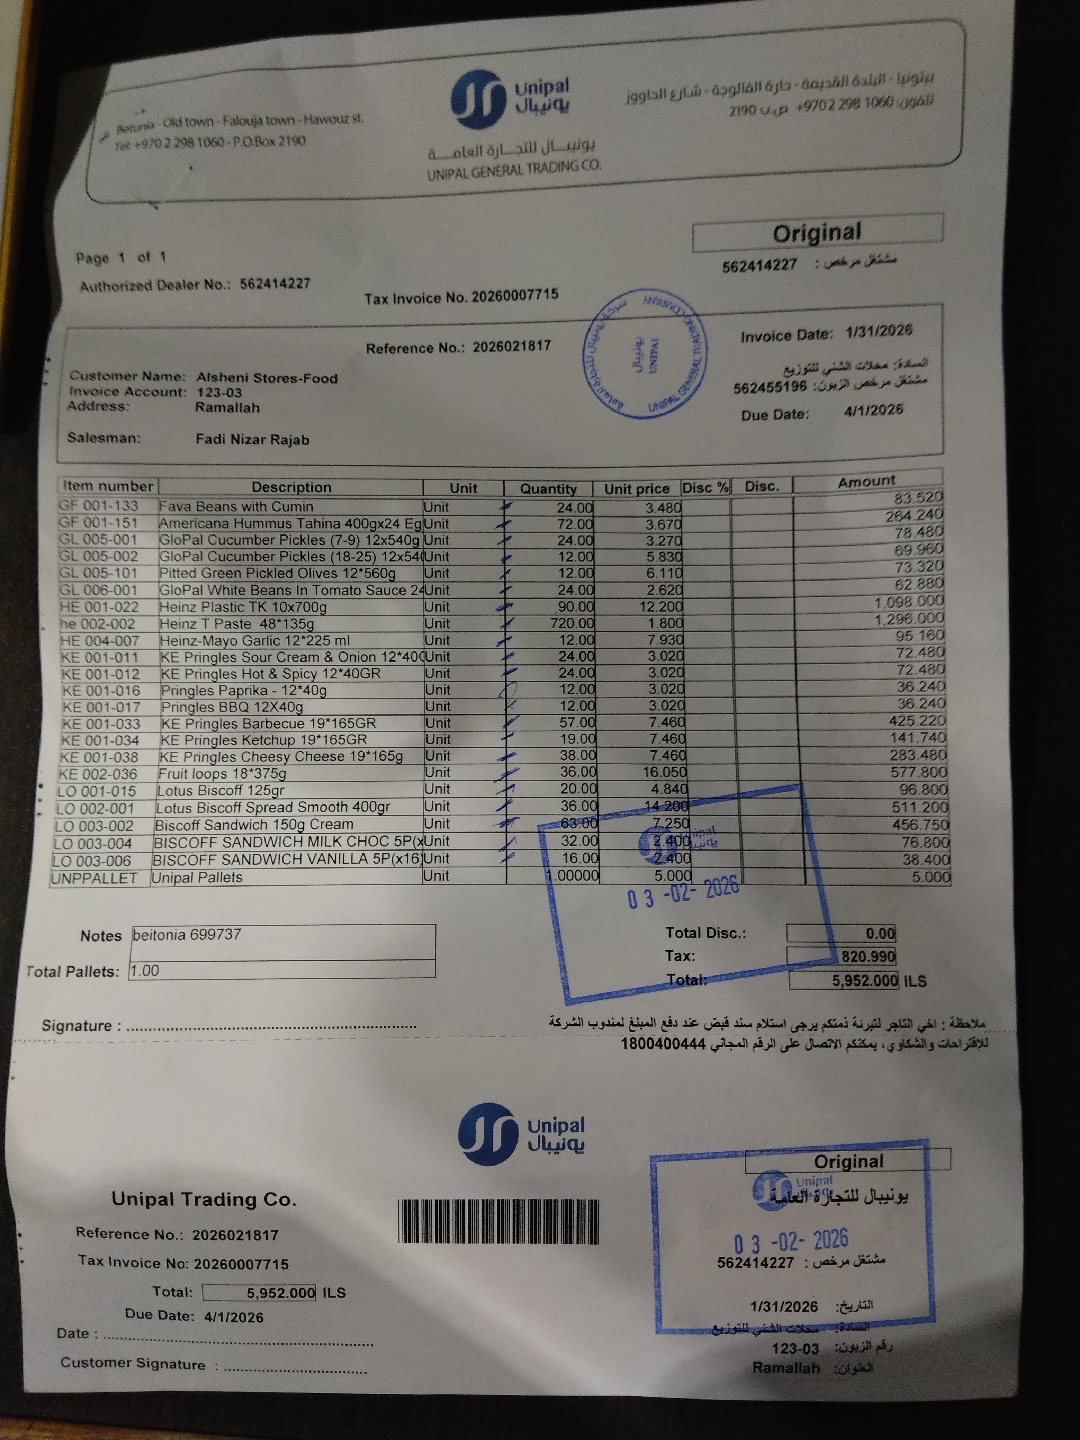 Unipal
يونيبال
يونيبال للتجارة العامة
UNIPAL GENERAL TRADING CO.
Betunia - Old town - Falouja town - Hawouz st.
Tel: +970 2 298 1060 - P.O.Box 2190
بيتونيا - البلدة القديمة - حارة الفالوجة - شارع الحاووز
تلفون: 1060 298 2 970+ ص.ب 2190
Original
مشتغل مرخص : 562414227
Page 1 of 1
Authorized Dealer No.: 562414227
Tax Invoice No. 20260007715
Reference No.: 2026021817
UNIPAL
يونيبال
UNIPAL GENERAL TRADING COMPANY
Invoice Date: 1/31/2026
السادة: محلات الشني للتوزيع
مشتغل مرخص الزبون: 562455196
Due Date: 4/1/2026
Customer Name: Alsheni Stores-Food
Invoice Account: 123-03
Address: Ramallah
Salesman: Fadi Nizar Rajab
Item number Description Unit Quantity Unit price Disc % Disc. Amount
GF 001-133 Fava Beans with Cumin Unit 24.00 3.480 83.520
GF 001-151 Americana Hummus Tahina 400gx24 Eg Unit 72.00 3.670 264.240
GL 005-001 GloPal Cucumber Pickles (7-9) 12x540g Unit 24.00 3.270 78.480
GL 005-002 GloPal Cucumber Pickles (18-25) 12x540 Unit 12.00 5.830 69.960
GL 005-101 Pitted Green Pickled Olives 12*560g Unit 12.00 6.110 73.320
GL 006-001 GloPal White Beans In Tomato Sauce 24 Unit 24.00 2.620 62.880
HE 001-022 Heinz Plastic TK 10x700g Unit 90.00 12.200 1,098.000
he 002-002 Heinz T Paste 48*135g Unit 720.00 1.800 1,296.000
HE 004-007 Heinz-Mayo Garlic 12*225 ml Unit 12.00 7.930 95.160
KE 001-011 KE Pringles Sour Cream & Onion 12*40G Unit 24.00 3.020 72.480
KE 001-012 KE Pringles Hot & Spicy 12*40GR Unit 24.00 3.020 72.480
KE 001-016 Pringles Paprika - 12*40g Unit 12.00 3.020 36.240
KE 001-017 Pringles BBQ 12X40g Unit 12.00 3.020 36.240
KE 001-033 KE Pringles Barbecue 19*165GR Unit 57.00 7.460 425.220
KE 001-034 KE Pringles Ketchup 19*165GR Unit 19.00 7.460 141.740
KE 001-038 KE Pringles Cheesy Cheese 19*165g Unit 38.00 7.460 283.480
KE 002-036 Fruit loops 18*375g Unit 36.00 16.050 577.800
LO 001-015 Lotus Biscoff 125gr Unit 20.00 4.840 96.800
LO 002-001 Lotus Biscoff Spread Smooth 400gr Unit 36.00 14.200 511.200
LO 003-002 Biscoff Sandwich 150g Cream Unit 63.00 7.250 456.750
LO 003-004 BISCOFF SANDWICH MILK CHOC 5P(x Unit 32.00 2.400 76.800
LO 003-006 BISCOFF SANDWICH VANILLA 5P(x16) Unit 16.00 2.400 38.400
UNPPALLET Unipal Pallets Unit 1.00000 5.000 5.000
Unipal
يونيبال
03-02-2026
Notes beitonia 699737
Total Pallets: 1.00
Total Disc.: 0.00
Tax: 820.990
Total: 5,952.000 ILS
Signature :
ملاحظة : اخي التاجر لتبرئة ذمتكم يرجى استلام سند قبض عند دفع المبلغ لمندوب الشركة
للاقتراحات والشكاوي، يمكنكم الاتصال على الرقم المجاني 1800400444
Unipal
يونيبال
Original
Unipal
يونيبال
يونيبال للتجارة العامة
03-02-2026
مشتغل مرخص : 562414227
Unipal Trading Co.
Reference No.: 2026021817
Tax Invoice No: 20260007715
Total: 5,952.000 ILS
Due Date: 4/1/2026
Date :
Customer Signature :
التاريخ: 1/31/2026
السادة: محلات الشني للتوزيع
رقم الزبون: 123-03
العنوان: Ramallah